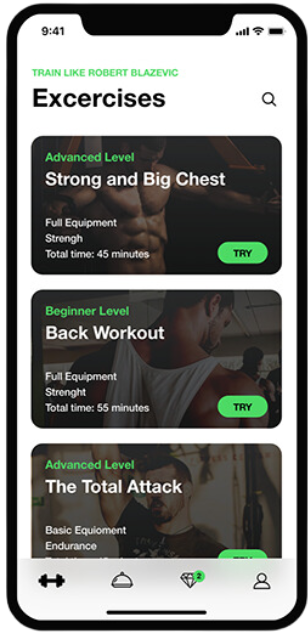 9:41
TRAIN LIKE ROBERT BLAZEVIC
Excercises
Advanced Level
Strong and Big Chest
Full Equipment
Strengh
Total time: 45 minutes
TRY
Beginner Level
Back Workout
Full Equipment
Strenght
Total time: 55 minutes
TRY
Advanced Level
The Total Attack
Basic Equioment
Endurance
2